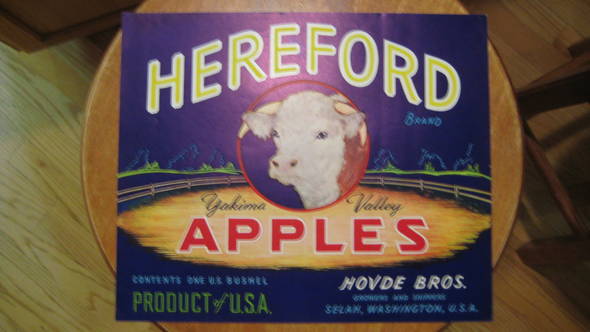 HEREFORD
BRAND
Yakima Valley
APPLES
CONTENTS ONE U.S. BUSHEL
PRODUCT of U.S.A.
HOVDE BROS.
GROWERS AND SHIPPERS
SELAH, WASHINGTON, U.S.A.